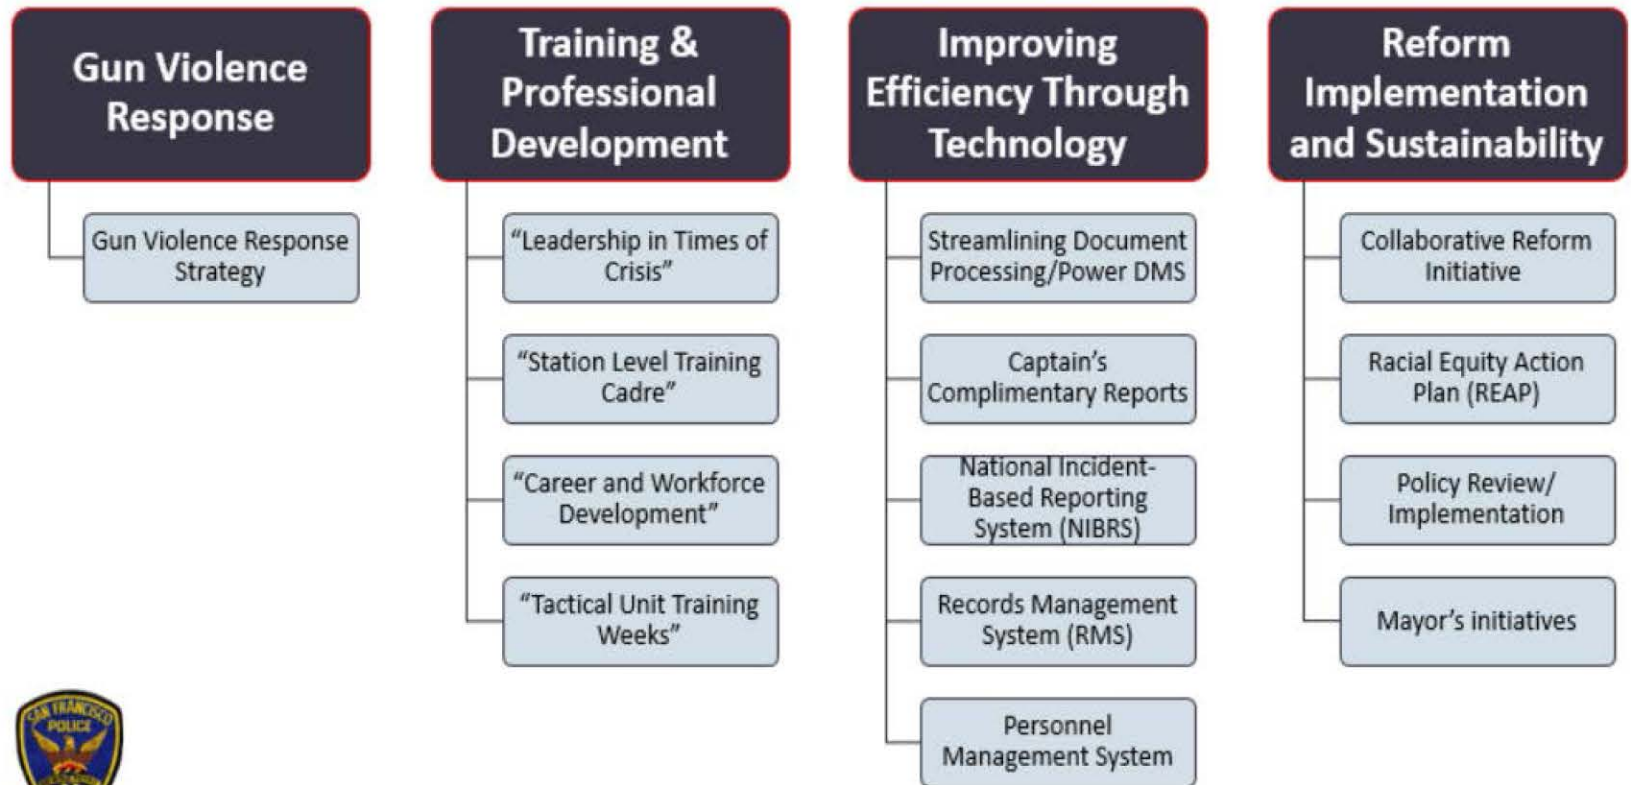 Gun Violence
Response
Gun Violence Response
Strategy
Training &
Professional
Development
“Leadership in Times of
Crisis”
“Station Level Training
Cadre”
“Career and Workforce
Development”
“Tactical Unit Training
Weeks”
Improving
Efficiency Through
Technology
Streamlining Document
Processing/Power DMS
Captain’s
Complimentary Reports
National Incident-
Based Reporting
System (NIBRS)
Records Management
System (RMS)
Personnel
Management System
Reform
Implementation
and Sustainability
Collaborative Reform
Initiative
Racial Equity Action
Plan (REAP)
Policy Review/
Implementation
Mayor’s initiatives
SAN FRANCISCO
POLICE